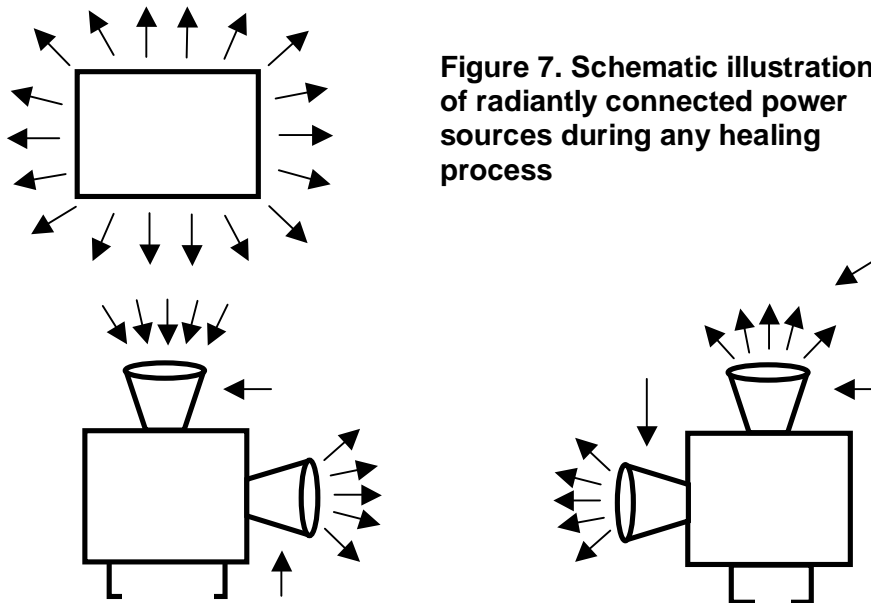 Figure 7. Schematic illustration
of radiantly connected power
sources during any healing
process